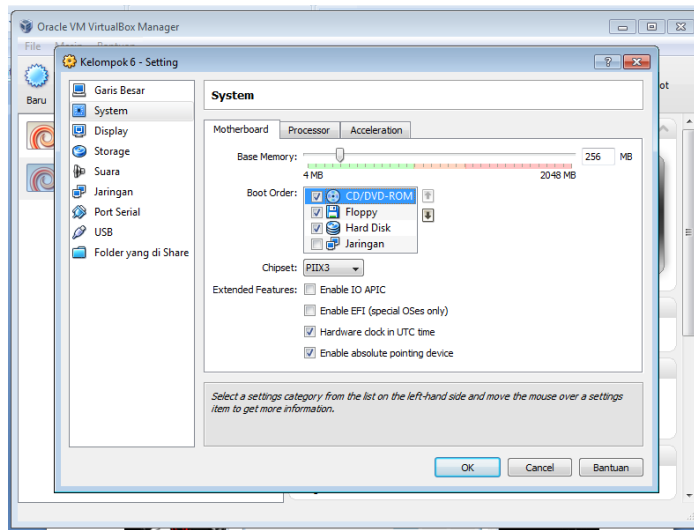 Oracle VM VirtualBox Manager
File Mesin Bantuan
Baru
ot
Kelompok 6 - Setting
Garis Besar
System
Display
Storage
Suara
Jaringan
Port Serial
USB
Folder yang di Share
System
Motherboard Processor Acceleration
Base Memory: 256 MB
4 MB 2048 MB
Boot Order: CD/DVD-ROM
Floppy
Hard Disk
Jaringan
Chipset: PIIX3
Extended Features: Enable IO APIC
Enable EFI (special OSes only)
Hardware clock in UTC time
Enable absolute pointing device
Select a settings category from the list on the left-hand side and move the mouse over a settings
item to get more information.
OK Cancel Bantuan